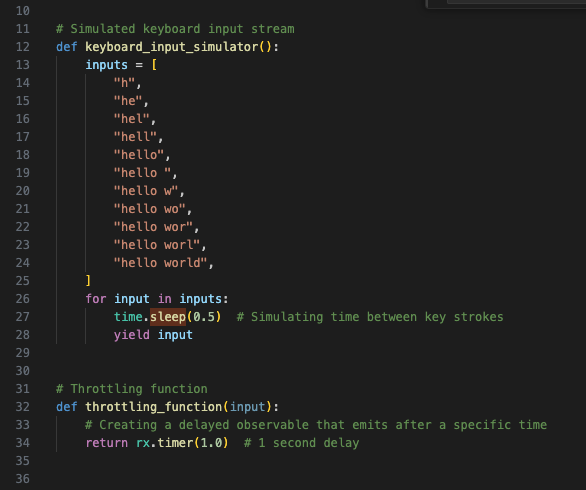 10
11 # Simulated keyboard input stream
12 def keyboard_input_simulator():
13     inputs = [
14         "h",
15         "he",
16         "hel",
17         "hell",
18         "hello",
19         "hello ",
20         "hello w",
21         "hello wo",
22         "hello wor",
23         "hello worl",
24         "hello world",
25     ]
26     for input in inputs:
27         time.sleep(0.5)  # Simulating time between key strokes
28         yield input
29
30
31 # Throttling function
32 def throttling_function(input):
33     # Creating a delayed observable that emits after a specific time
34     return rx.timer(1.0)  # 1 second delay
35
36